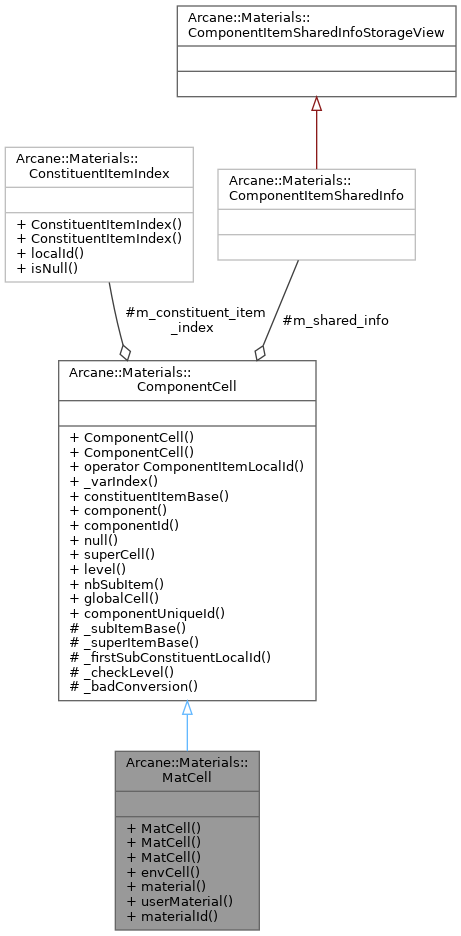 Arcane::Materials::
ComponentItemSharedInfoStorageView
Arcane::Materials::
ConstituentItemIndex
+ ConstituentItemIndex()
+ ConstituentItemIndex()
+ localId()
+ isNull()
Arcane::Materials::
ComponentItemSharedInfo
#m_constituent_item
_index
#m_shared_info
Arcane::Materials::
ComponentCell
+ ComponentCell()
+ ComponentCell()
+ operator ComponentItemLocalId()
+ _varIndex()
+ constituentItemBase()
+ component()
+ componentId()
+ null()
+ superCell()
+ level()
+ nbSubItem()
+ globalCell()
+ componentUniqueId()
# _subItemBase()
# _superItemBase()
# _firstSubConstituentLocalId()
# _checkLevel()
# _badConversion()
Arcane::Materials::
MatCell
+ MatCell()
+ MatCell()
+ MatCell()
+ envCell()
+ material()
+ userMaterial()
+ materialId()